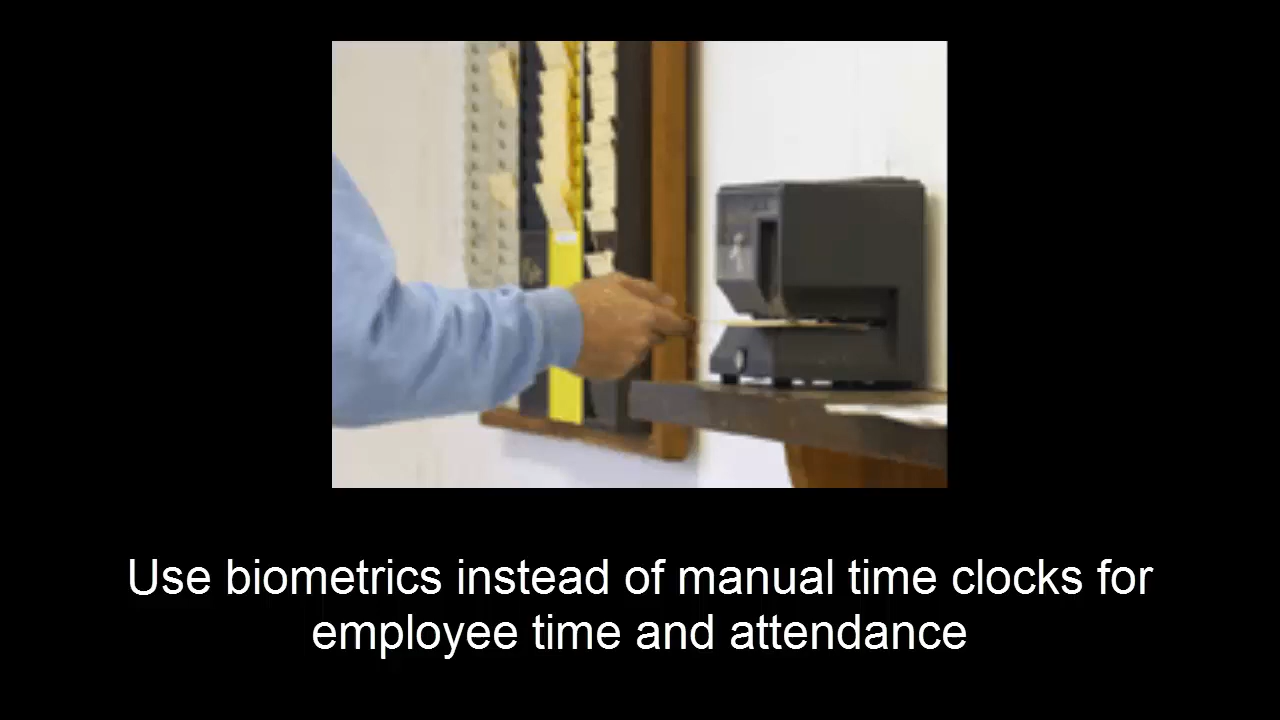 Use biometrics instead of manual time clocks for
employee time and attendance